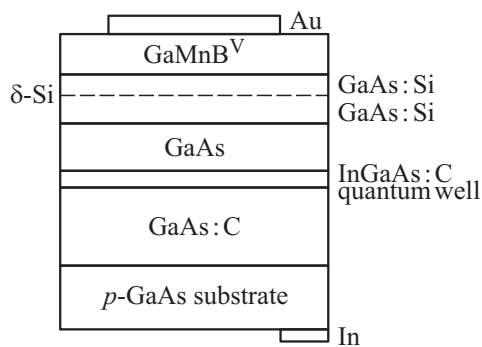 Au
GaMnB^V
δ-Si
GaAs : Si
GaAs : Si
GaAs
InGaAs : C
quantum well
GaAs : C
p-GaAs substrate
In